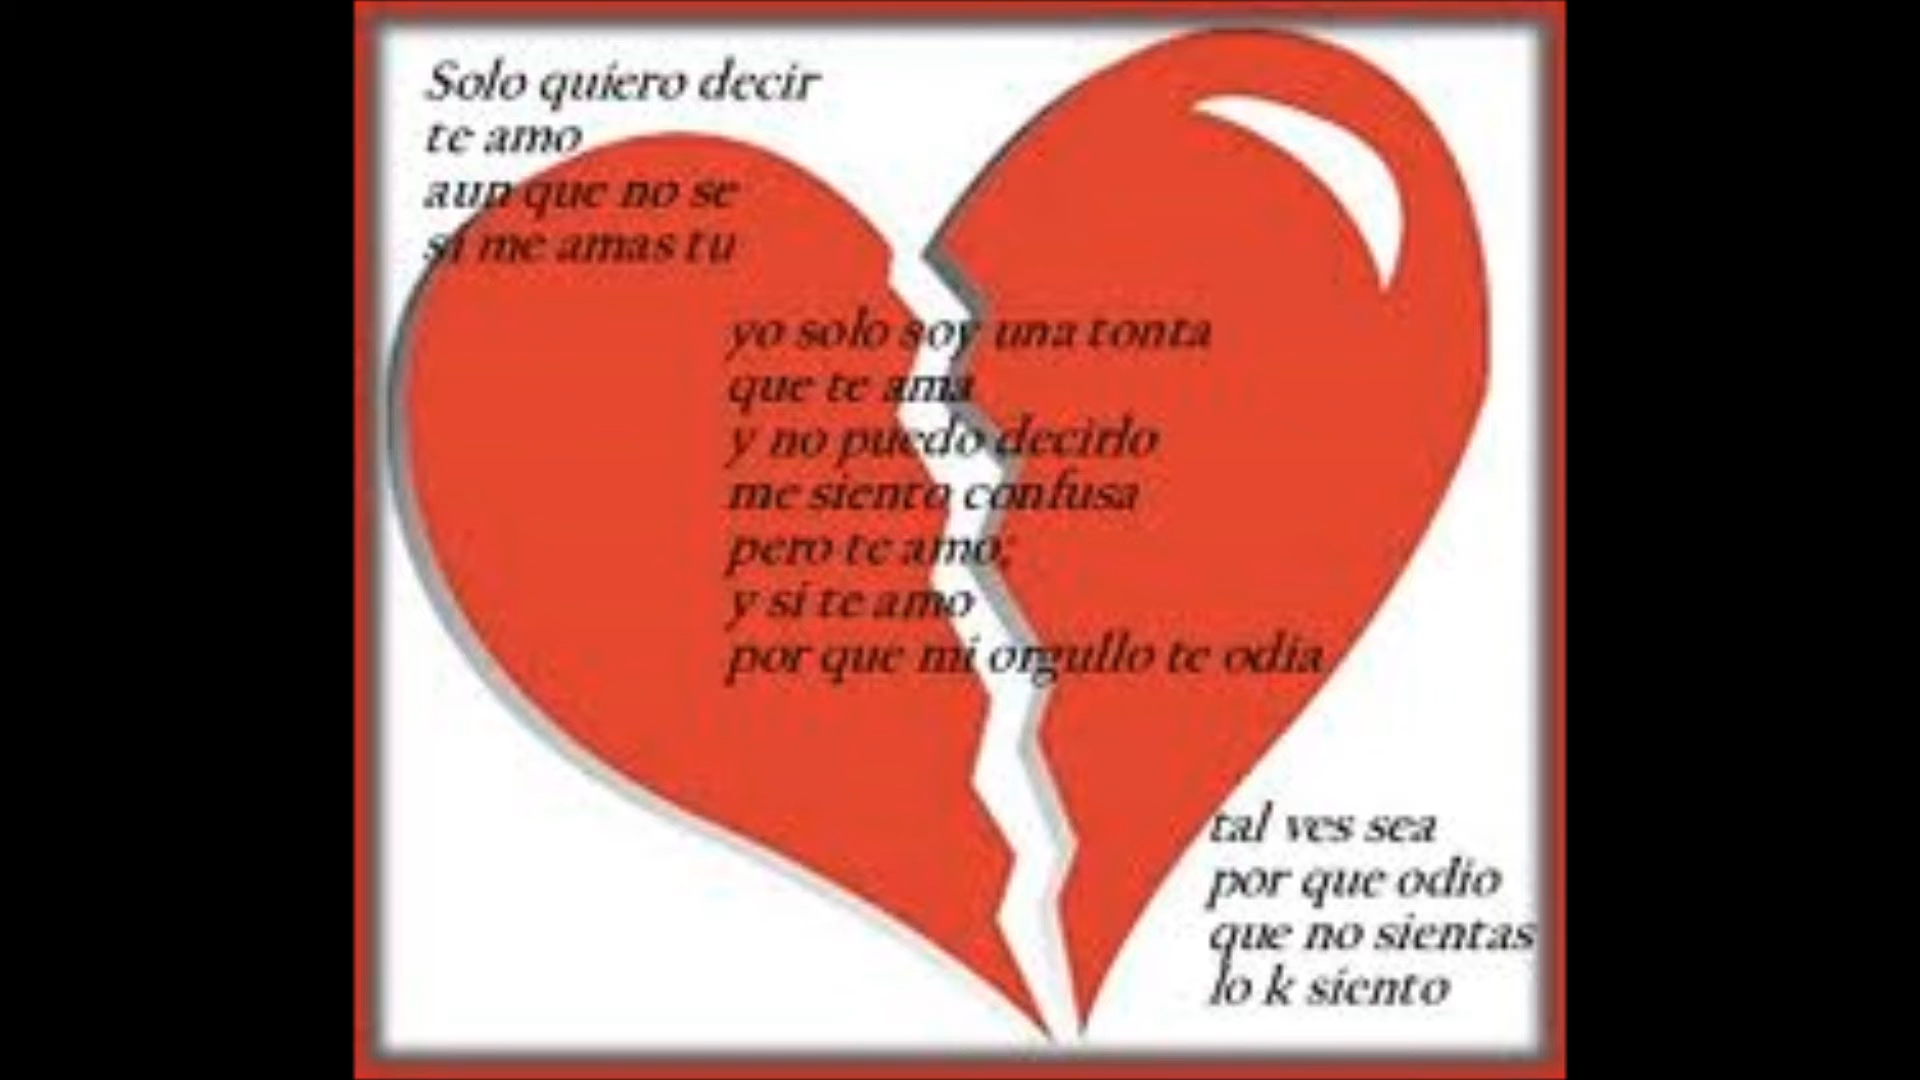 Solo quiero decir
te amo
aun que no se
si me amas tu
yo solo soy una tonta
que te ama
y no puedo decirlo
me siento confusa
pero te amo;
y si te amo
por que mi orgullo te odia
tal ves sea
por que odio
que no sientas
lo k siento